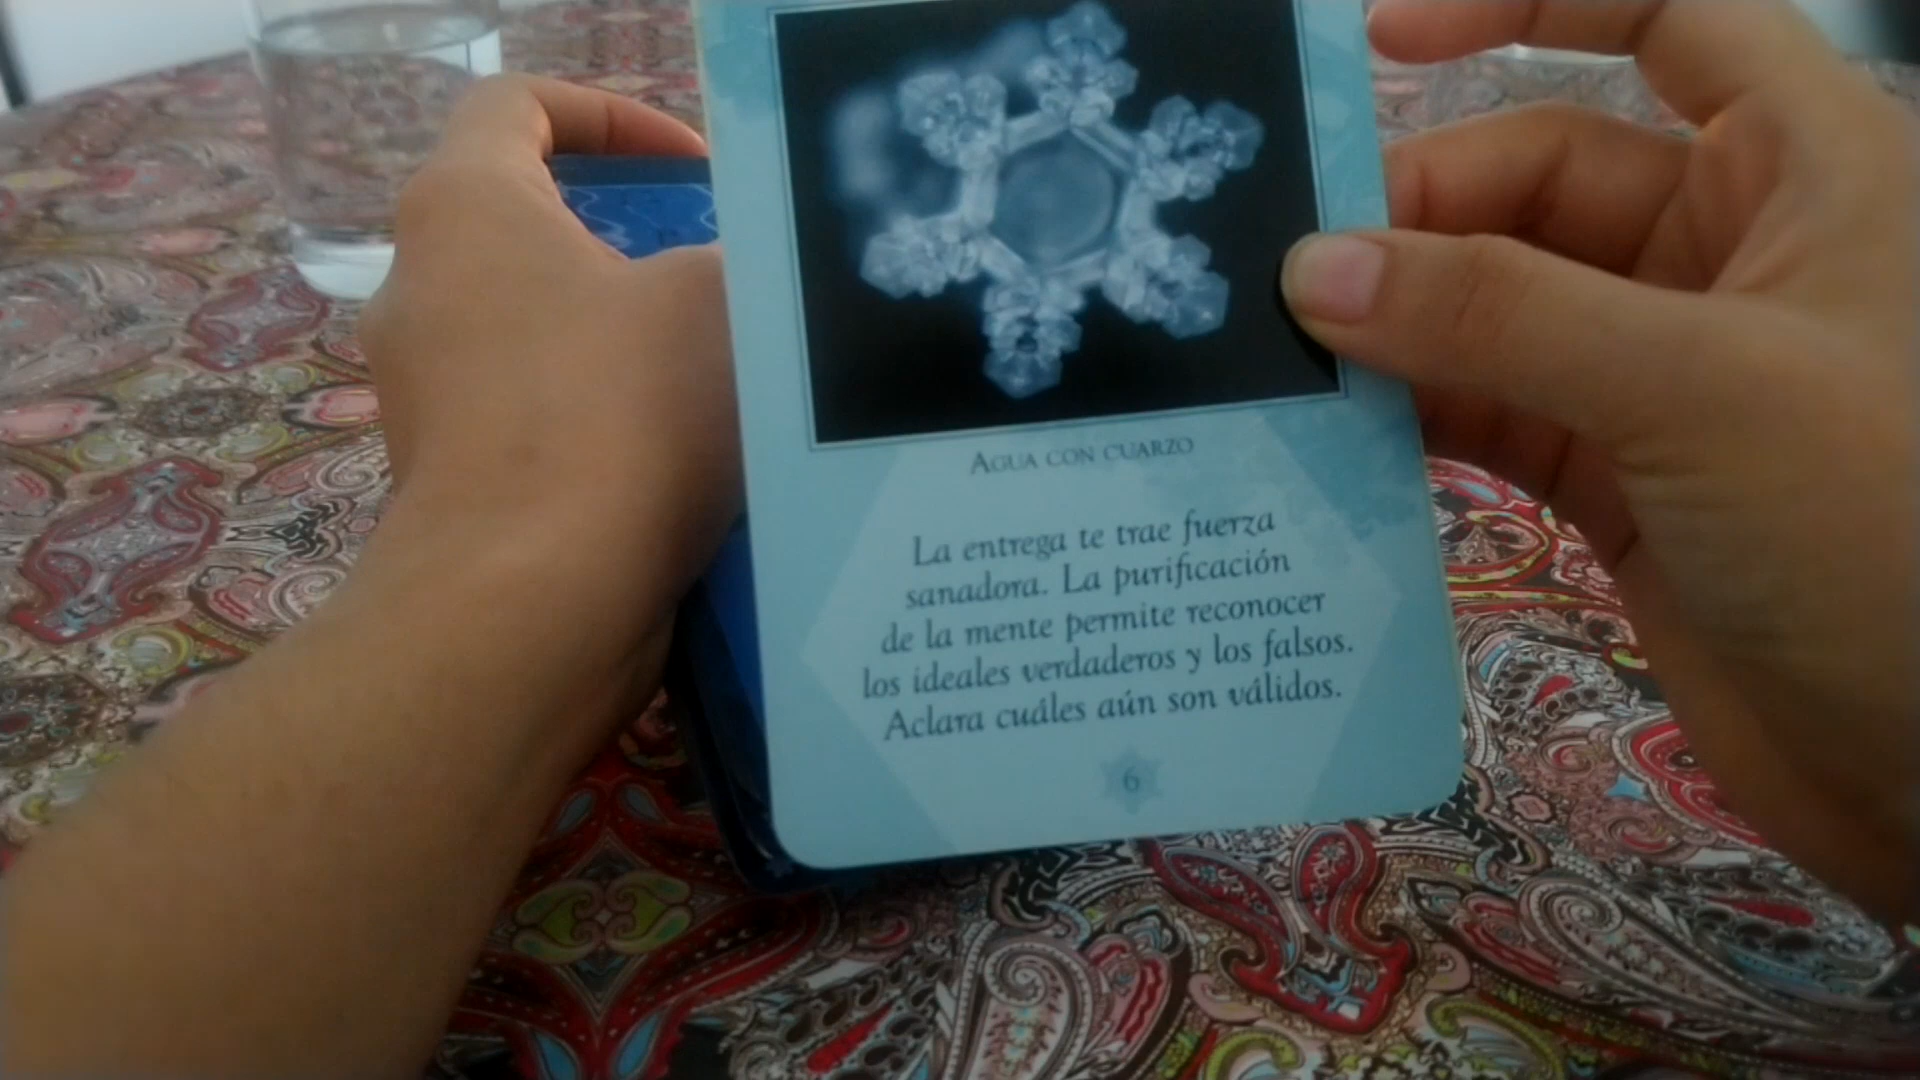 AGUA CON CUARZO
La entrega te trae fuerza
sanadora. La purificación
de la mente permite reconocer
los ideales verdaderos y los falsos.
Aclara cuáles aún son válidos.
6